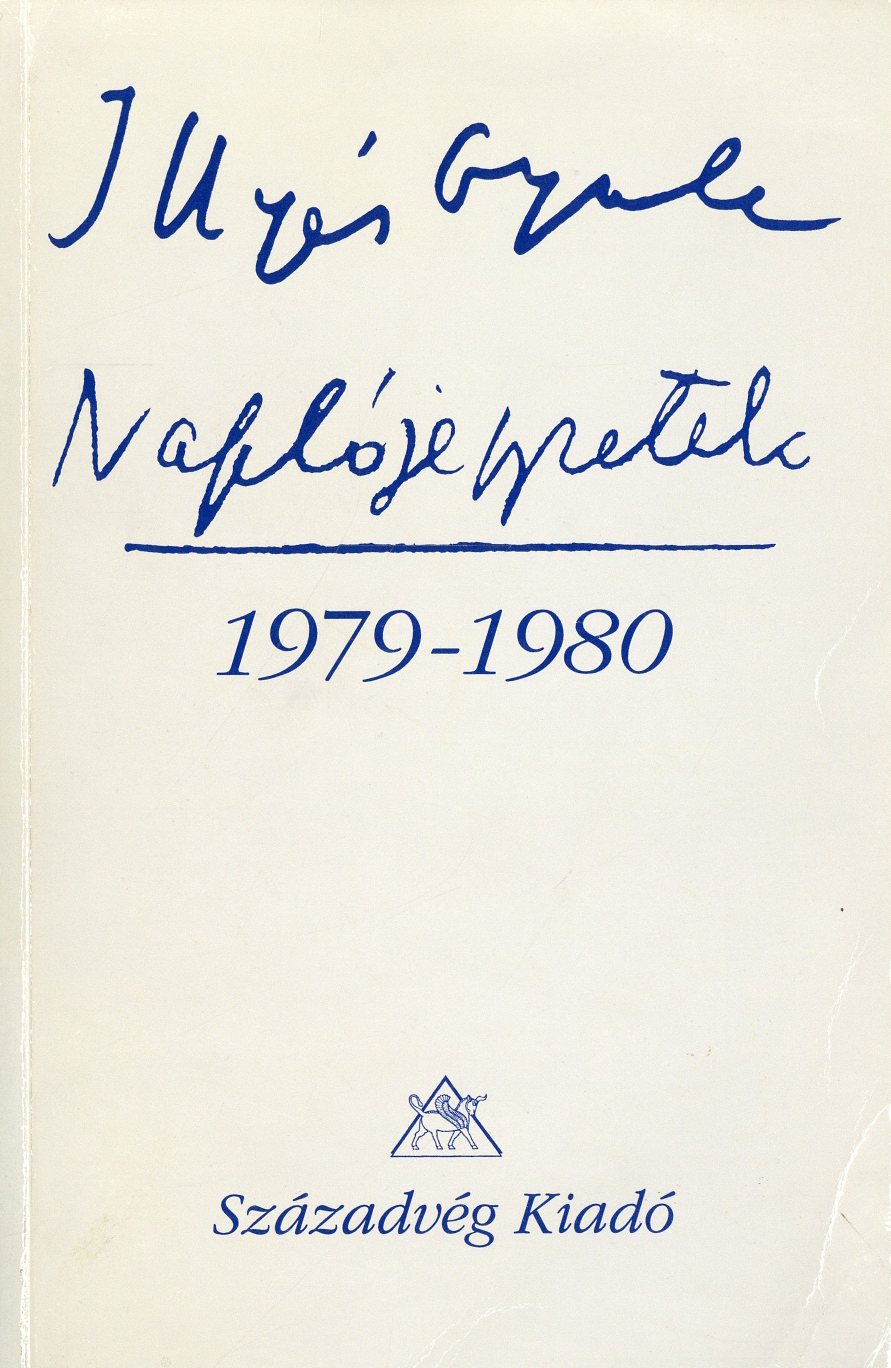 Illyés Gyula
Naplójegyzetek
1979-1980
Századvég Kiadó